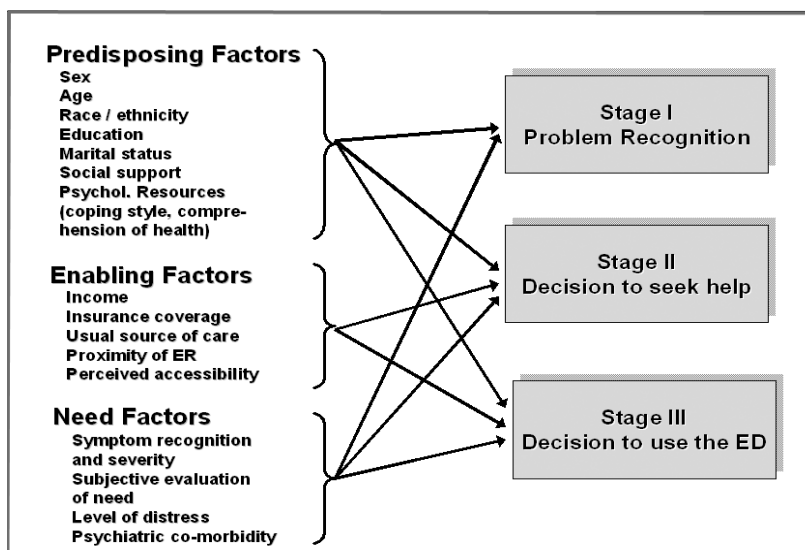 Predisposing Factors
Sex
Age
Race / ethnicity
Education
Marital status
Social support
Psychol. Resources
(coping style, compre-
hension of health)
Enabling Factors
Income
Insurance coverage
Usual source of care
Proximity of ER
Perceived accessibility
Need Factors
Symptom recognition
and severity
Subjective evaluation
of need
Level of distress
Psychiatric co-morbidity
Stage I
Problem Recognition
Stage II
Decision to seek help
Stage III
Decision to use the ED